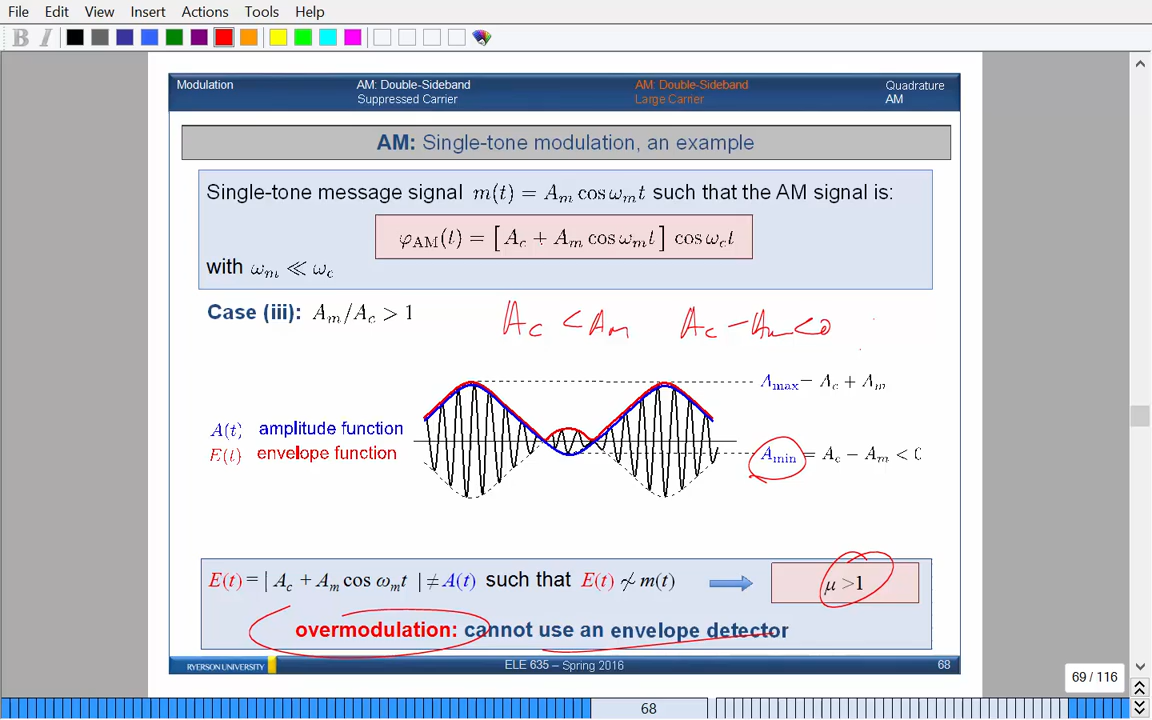 File Edit View Insert Actions Tools Help
B I
Modulation AM: Double-Sideband Suppressed Carrier AM: Double-Sideband Large Carrier Quadrature AM
AM: Single-tone modulation, an example
Single-tone message signal m(t) = A_m cos ω_m t such that the AM signal is:
φ_AM(t) = [ A_c + A_m cos ω_m t ] cos ω_c t
with ω_m ≪ ω_c
Case (iii): A_m/A_c > 1
A_c < A_m A_c − A_m < 0
A_max = A_c + A_m
A(t) amplitude function
E(t) envelope function
A_min = A_c − A_m < 0
E(t) = | A_c + A_m cos ω_m t | ≠ A(t) such that E(t) ≁ m(t)
μ >1
overmodulation: cannot use an envelope detector
RYERSON UNIVERSITY ELE 635 – Spring 2016 68
69 / 116
68